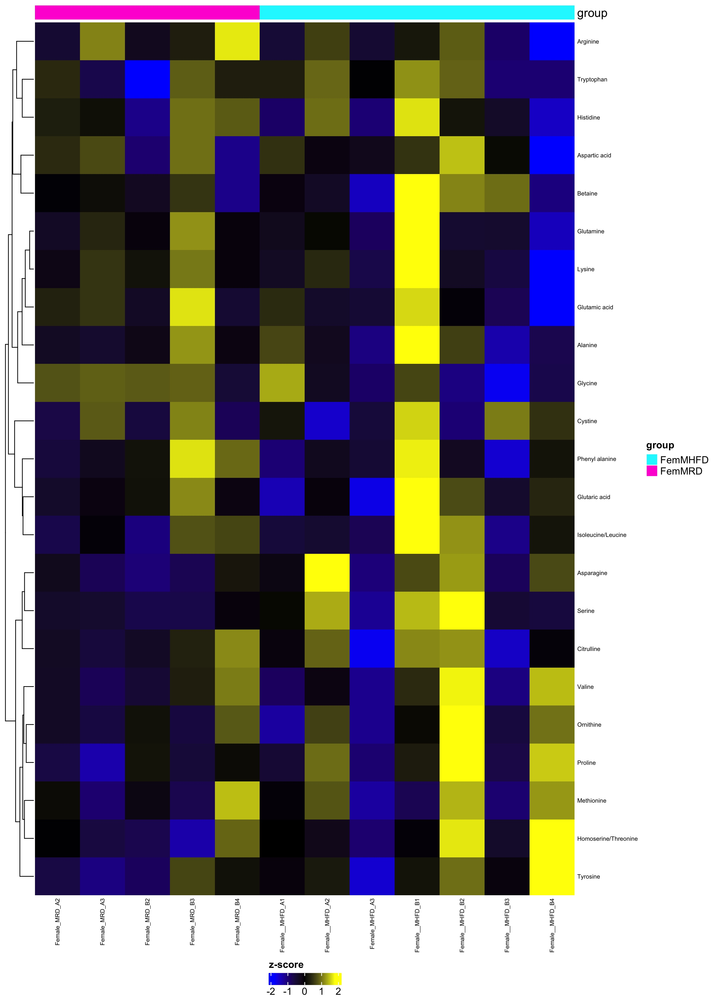 group
Arginine
Tryptophan
Histidine
Aspartic acid
Betaine
Glutamine
Lysine
Glutamic acid
Alanine
Glycine
Cystine
Phenyl alanine
Glutaric acid
Isoleucine/Leucine
Asparagine
Serine
Citrulline
Valine
Ornithine
Proline
Methionine
Homoserine/Threonine
Tyrosine
group
FemMHFD
FemMRD
Female_MRD_A2
Female_MRD_A3
Female_MRD_B2
Female_MRD_B3
Female_MRD_B4
Female__MHFD_A1
Female__MHFD_A2
Female_MHFD_A3
Female__MHFD_B1
Female__MHFD_B2
Female__MHFD_B3
Female__MHFD_B4
z-score
-2 -1 0 1 2